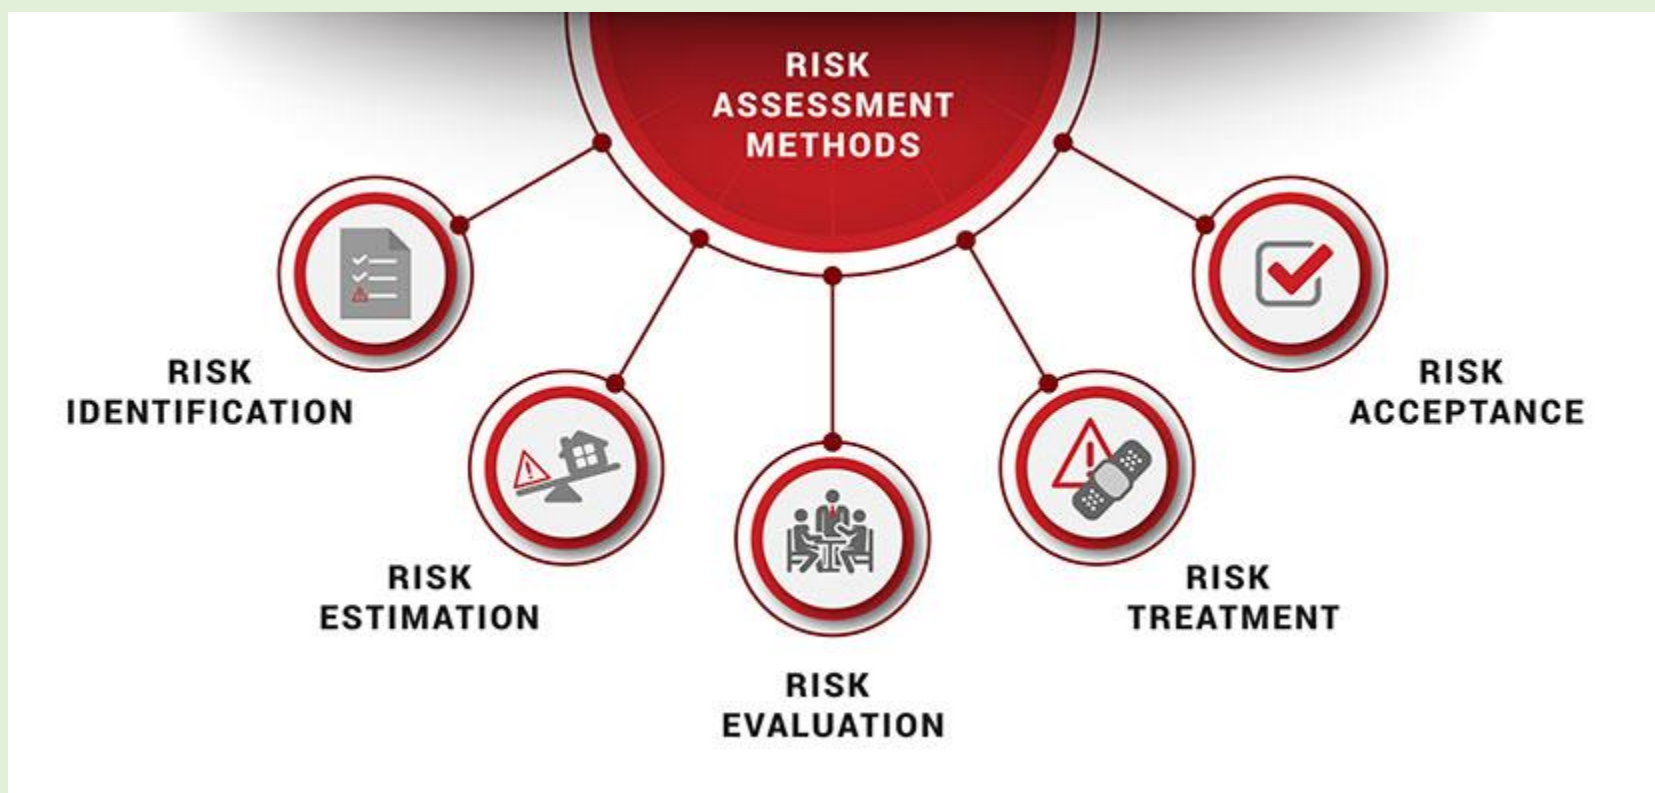 RISK
ASSESSMENT
METHODS
RISK
IDENTIFICATION
RISK
ESTIMATION
RISK
EVALUATION
RISK
TREATMENT
RISK
ACCEPTANCE